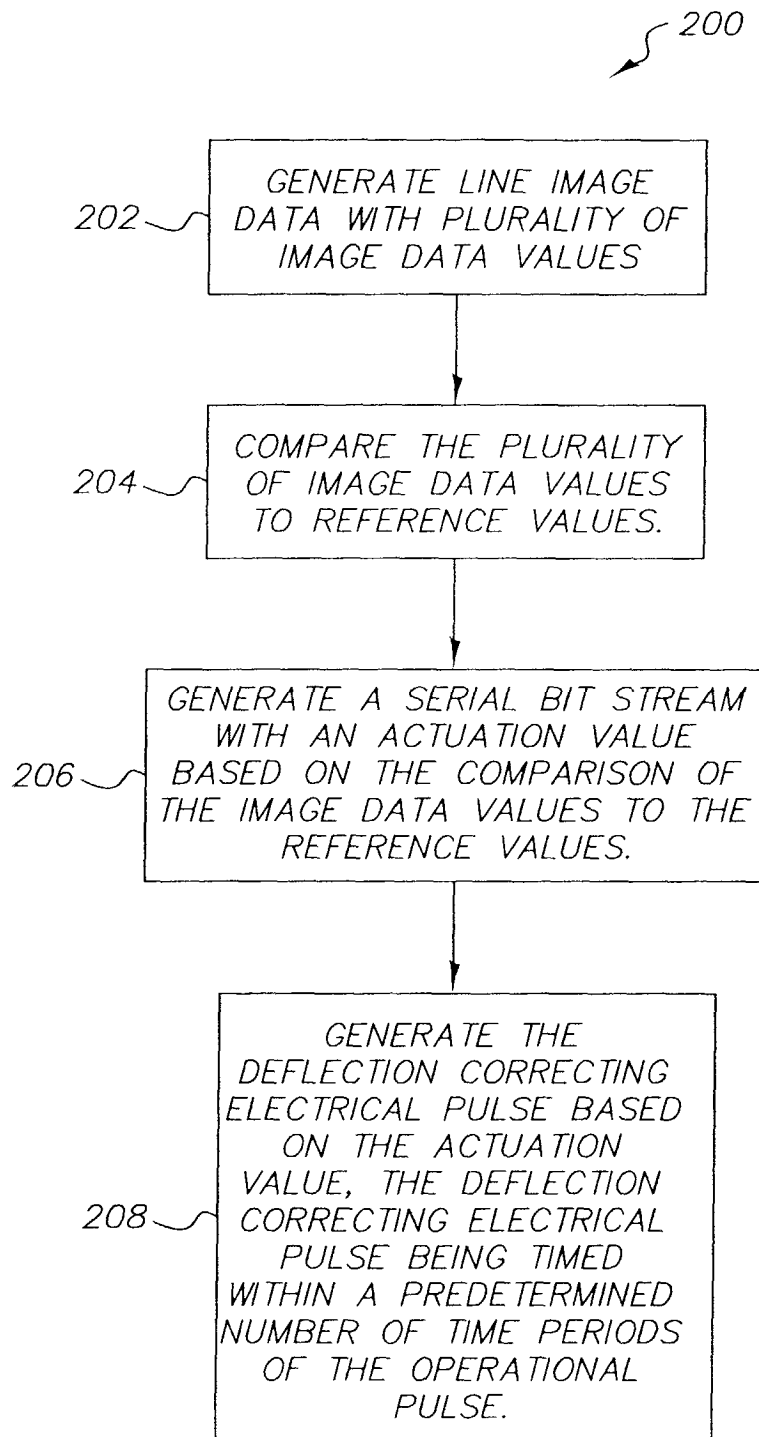 200
GENERATE LINE IMAGE
DATA WITH PLURALITY OF
IMAGE DATA VALUES
202
COMPARE THE PLURALITY
OF IMAGE DATA VALUES
TO REFERENCE VALUES.
204
GENERATE A SERIAL BIT STREAM
WITH AN ACTUATION VALUE
BASED ON THE COMPARISON OF
THE IMAGE DATA VALUES TO THE
REFERENCE VALUES.
206
GENERATE THE
DEFLECTION CORRECTING
ELECTRICAL PULSE BASED
ON THE ACTUATION
VALUE, THE DEFLECTION
CORRECTING ELECTRICAL
PULSE BEING TIMED
WITHIN A PREDETERMINED
NUMBER OF TIME PERIODS
OF THE OPERATIONAL
PULSE.
208